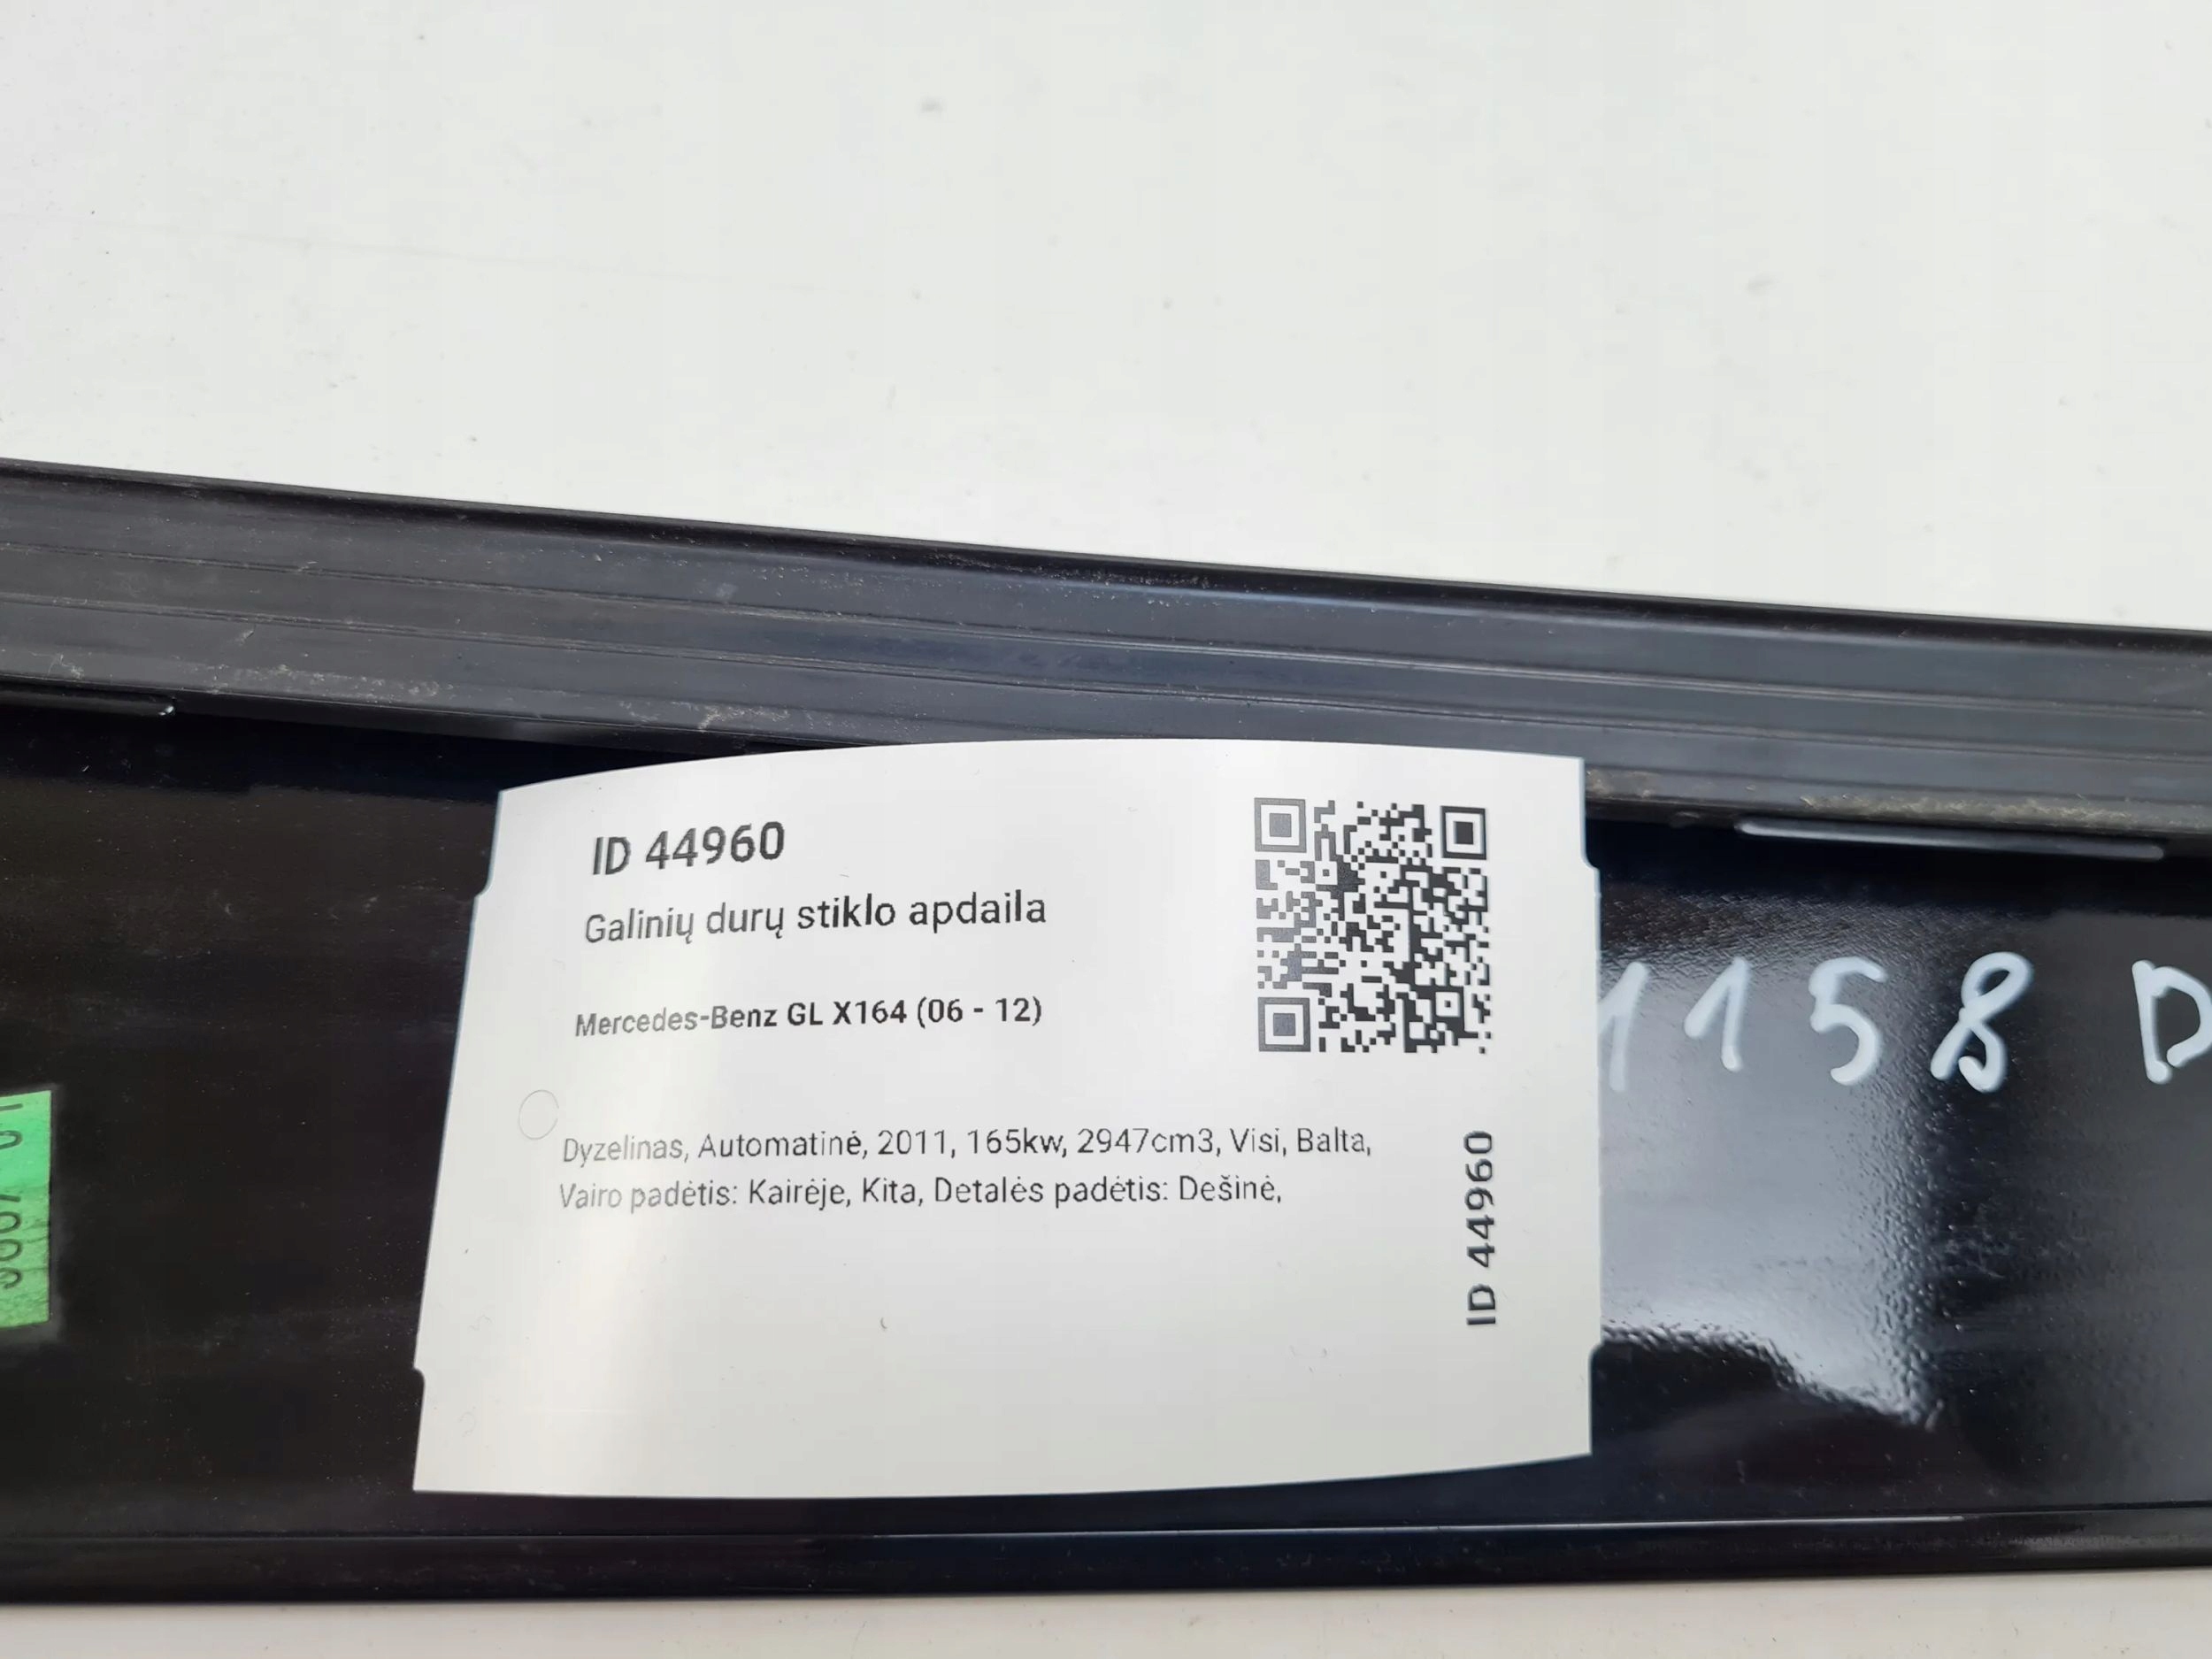 ID 44960
Galinių durų stiklo apdaila
Mercedes-Benz GL X164 (06 - 12)
Dyzelinas, Automatinė, 2011, 165kw, 2947cm3, Visi, Balta,
Vairo padėtis: Kairėje, Kita, Detalės padėtis: Dešinė,
ID 44960
1158 D